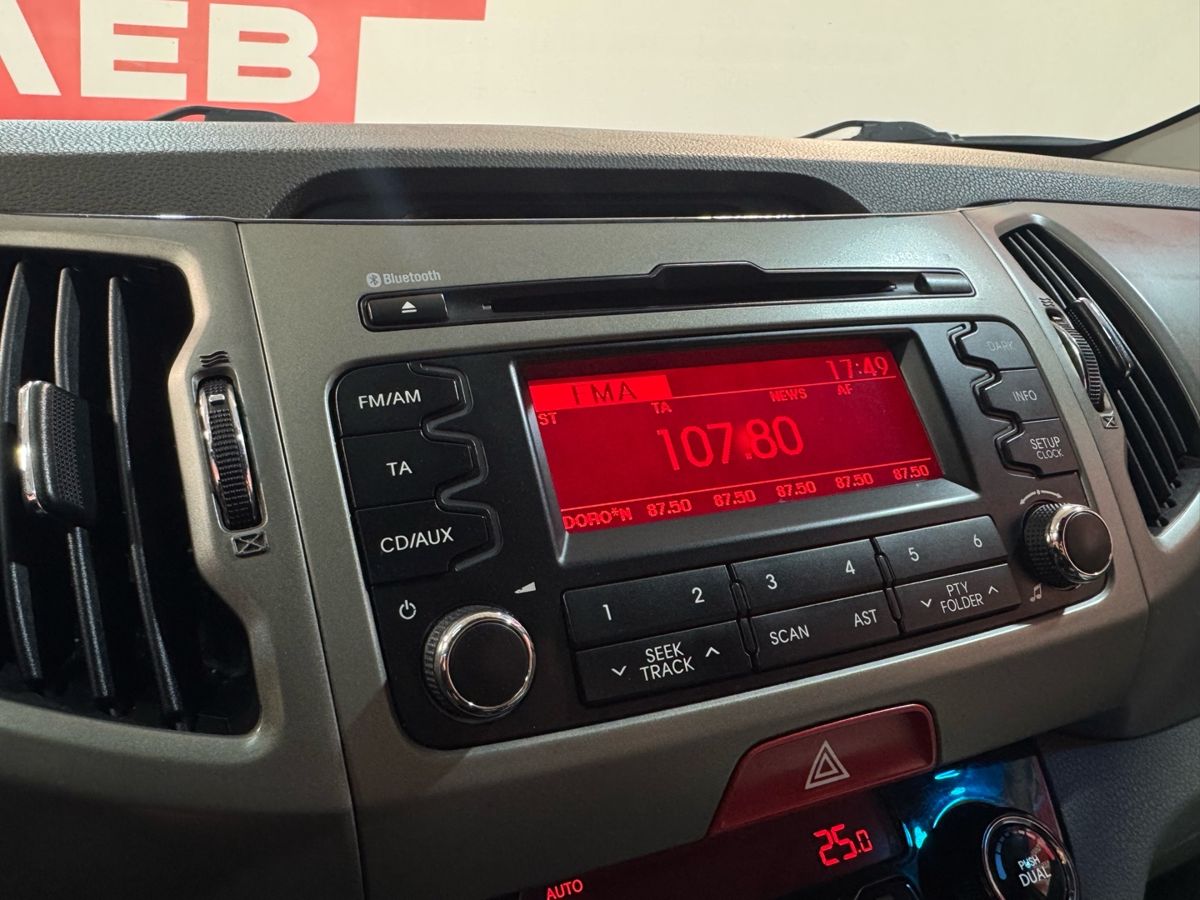 ΛEB
Bluetooth
FM/AM
TA
CD/AUX
FMA
17:49
ST
TA
NEWS
AF
107.80
DORO*N 87.50 87.50 87.50 87.50 87.50
DARK
INFO
SETUP
CLOCK
1 2 3 4 5 6
SEEK
TRACK
SCAN
AST
PTY
FOLDER
AUTO
25.0
PUSH
DUAL